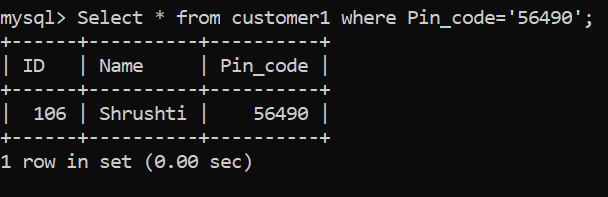 mysql> Select * from customer1 where Pin_code='56490';
+------+----------+----------+
| ID   | Name     | Pin_code |
+------+----------+----------+
|  106 | Shrushti |    56490 |
+------+----------+----------+
1 row in set (0.00 sec)